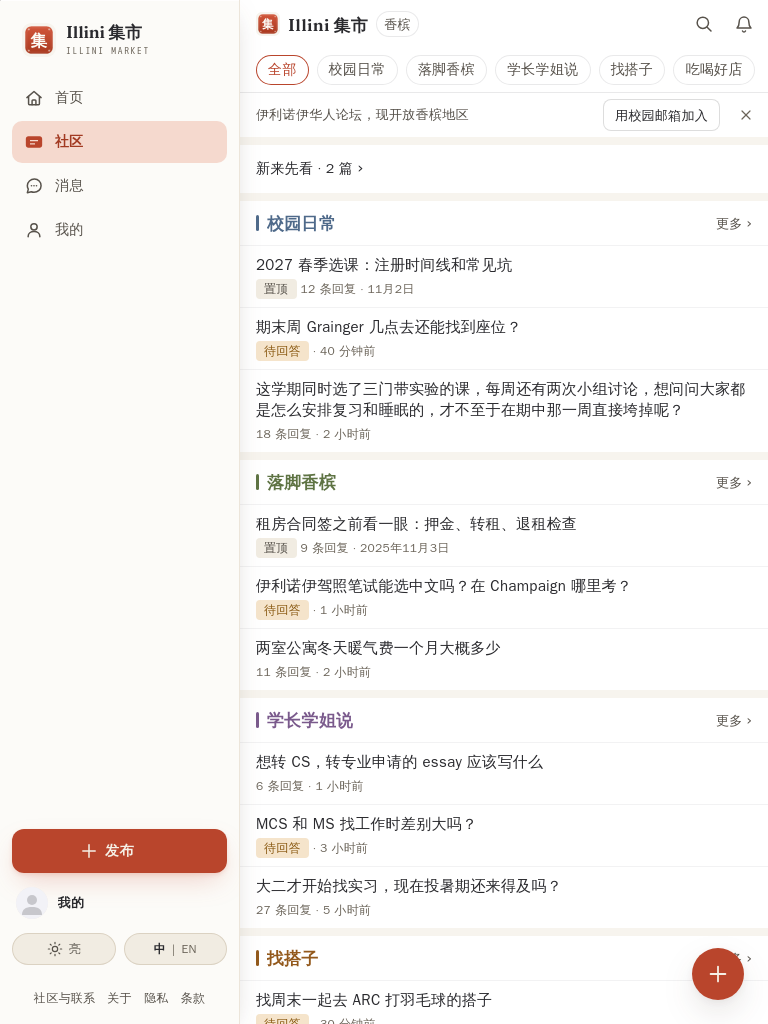 集
Illini 集市
ILLINI MARKET
首页
社区
消息
我的
发布
我的
亮
中 | EN
社区与联系 关于 隐私 条款
集 Illini 集市 香槟
全部 校园日常 落脚香槟 学长学姐说 找搭子 吃喝好店
伊利诺伊华人论坛，现开放香槟地区 用校园邮箱加入
新来先看 · 2 篇 ›
校园日常 更多 ›
2027 春季选课：注册时间线和常见坑
置顶 12 条回复 · 11月2日
期末周 Grainger 几点去还能找到座位？
待回答 · 40 分钟前
这学期同时选了三门带实验的课，每周还有两次小组讨论，想问问大家都
是怎么安排复习和睡眠的，才不至于在期中那一周直接垮掉呢？
18 条回复 · 2 小时前
落脚香槟 更多 ›
租房合同签之前看一眼：押金、转租、退租检查
置顶 9 条回复 · 2025年11月3日
伊利诺伊驾照笔试能选中文吗？在 Champaign 哪里考？
待回答 · 1 小时前
两室公寓冬天暖气费一个月大概多少
11 条回复 · 2 小时前
学长学姐说 更多 ›
想转 CS，转专业申请的 essay 应该写什么
6 条回复 · 1 小时前
MCS 和 MS 找工作时差别大吗？
待回答 · 3 小时前
大二才开始找实习，现在投暑期还来得及吗？
27 条回复 · 5 小时前
找搭子 ›
找周末一起去 ARC 打羽毛球的搭子
待回答 · 30 分钟前